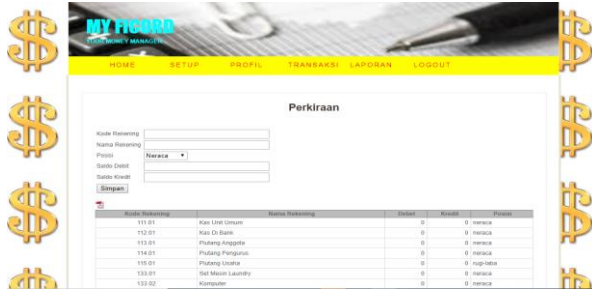 MY FICORD
YOUR MONEY MANAGER
HOME SETUP PROFIL TRANSAKSI LAPORAN LOGOUT
Perkiraan
Kode Rekening
Nama Rekening
Posisi Neraca
Saldo Debit
Saldo Kredit
Simpan
Kode Rekening Nama Rekening Debet Kredit Posisi
111.01 Kas Unit Umum 0 0 neraca
112.01 Kas Di Bank 0 0 neraca
113.01 Piutang Anggota 0 0 neraca
114.01 Piutang Pengurus 0 0 neraca
115.01 Piutang Usaha 0 0 rugi-laba
133.01 Set Mesin Laundry 0 0 neraca
133.02 Komputer 0 0 neraca